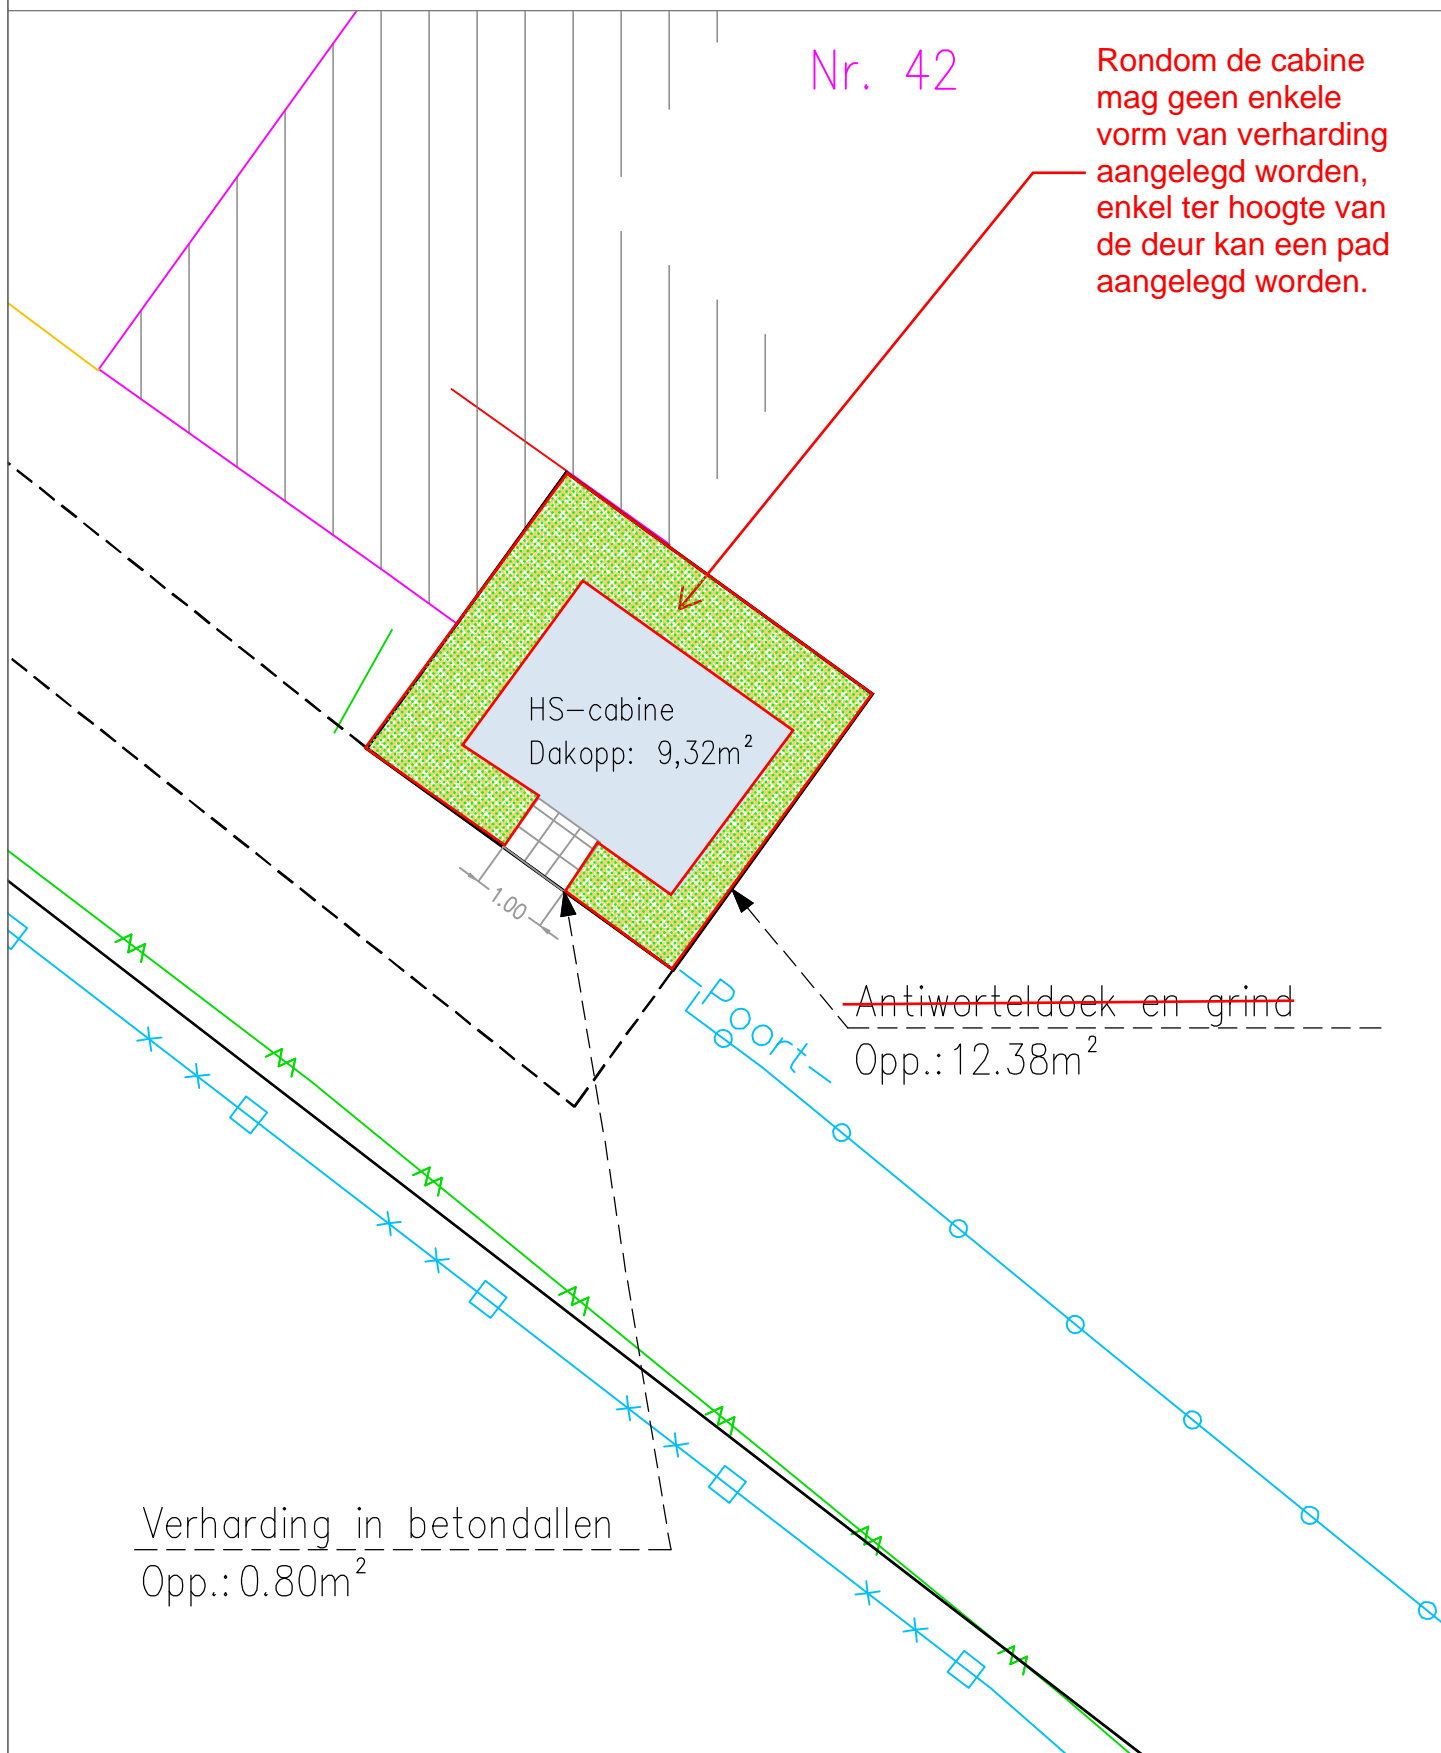 Nr. 42
Rondom de cabine
mag geen enkele
vorm van verharding
aangelegd worden,
enkel ter hoogte van
de deur kan een pad
aangelegd worden.
HS-cabine
Dakopp: 9,32m²
1.00
-Poort-
Antiworteldoek en grind
Opp.: 12.38m²
Verharding in betondallen
Opp.: 0.80m²